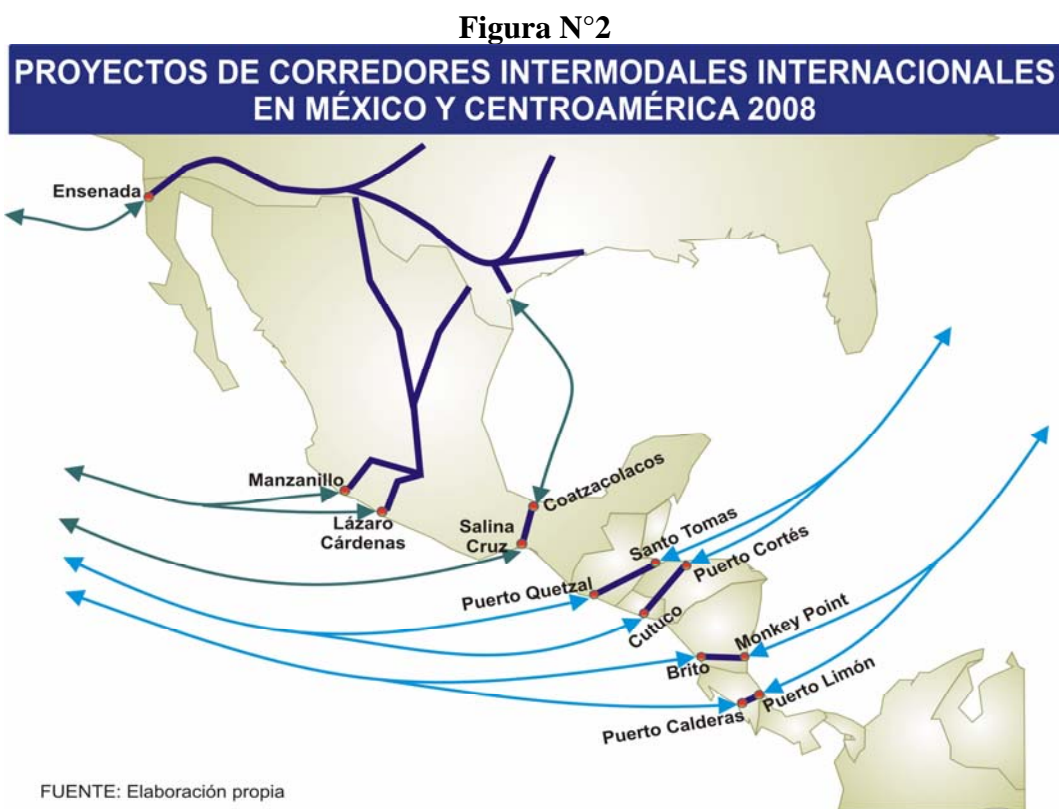 Figura N°2
PROYECTOS DE CORREDORES INTERMODALES INTERNACIONALES
EN MÉXICO Y CENTROAMÉRICA 2008
Ensenada
Manzanillo
Lázaro
Cárdenas
Salina
Cruz
Coatzacolacos
Santo Tomas
Puerto Quetzal
Puerto Cortés
Cutuco
Monkey Point
Brito
Puerto Limón
Puerto Calderas
FUENTE: Elaboración propia